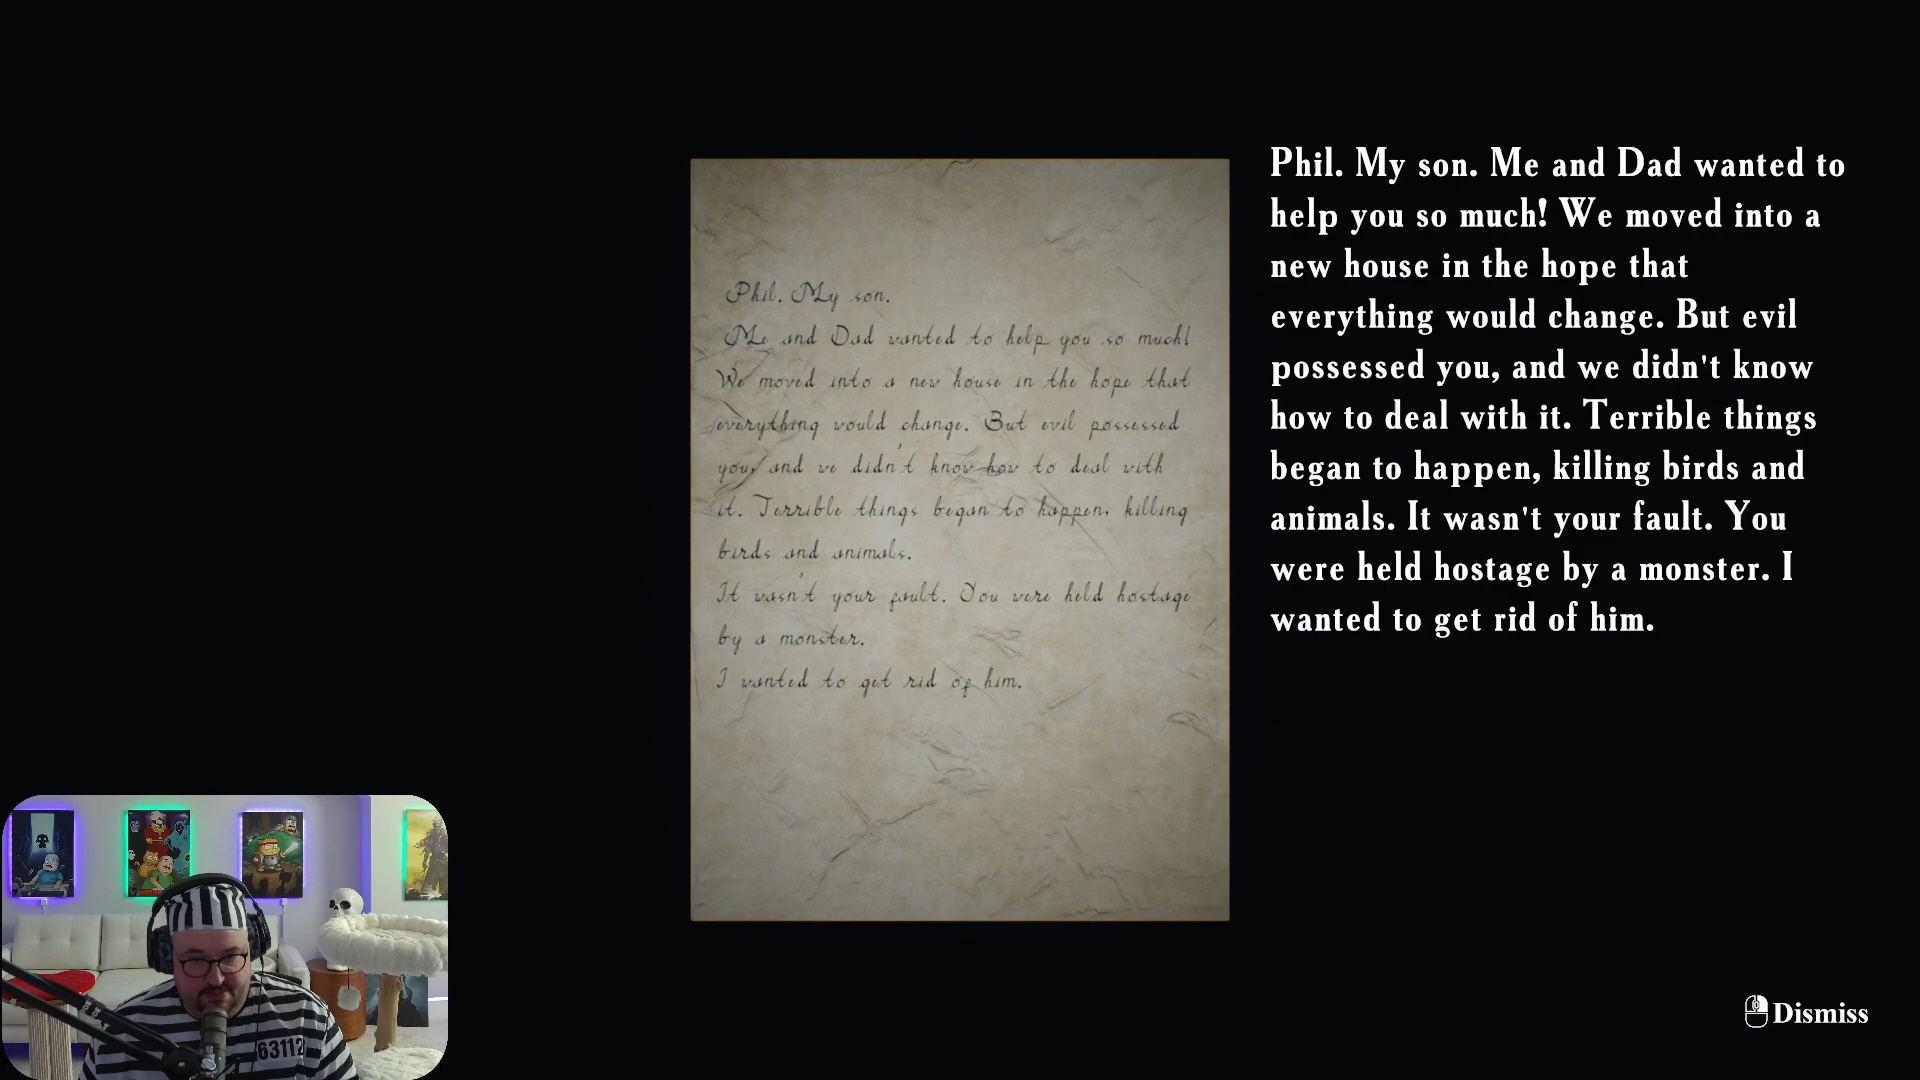 Phil. My son.
Me and Dad wanted to help you so much!
We moved into a new house in the hope that
everything would change. But evil possessed
you, and we didn't know how to deal with
it. Terrible things began to happen, killing
birds and animals.
It wasn't your fault. You were held hostage
by a monster.
I wanted to get rid of him.
Phil. My son. Me and Dad wanted to
help you so much! We moved into a
new house in the hope that
everything would change. But evil
possessed you, and we didn't know
how to deal with it. Terrible things
began to happen, killing birds and
animals. It wasn't your fault. You
were held hostage by a monster. I
wanted to get rid of him.
63112
Dismiss